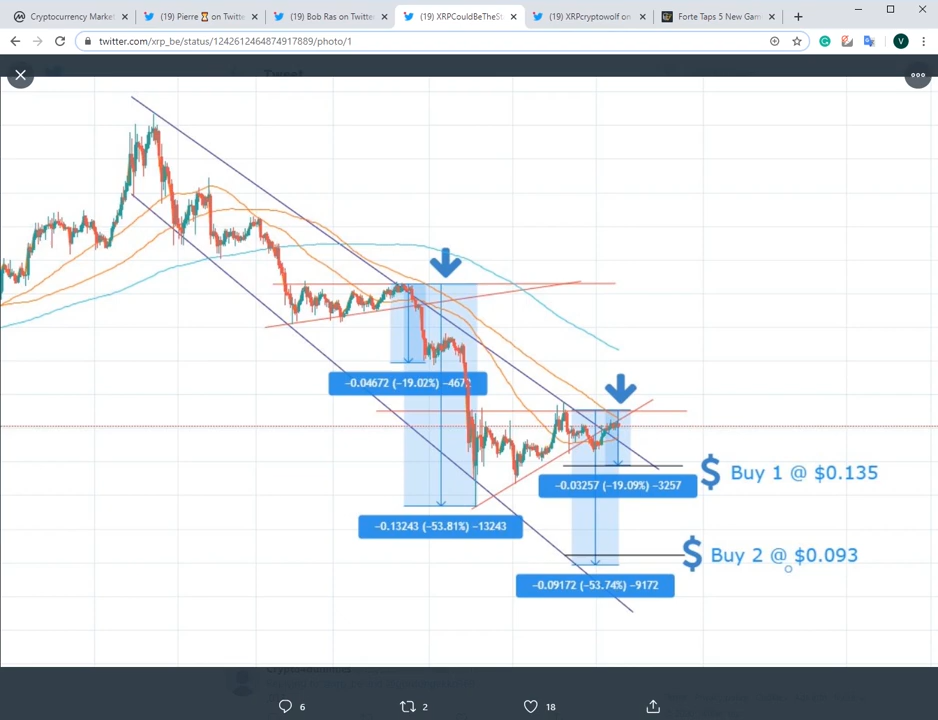 Cryptocurrency Market
(19) Pierre ⏳ on Twitte
(19) Bob Ras on Twitter
(19) XRPCouldBeTheSt
(19) XRPcryptowolf on
Forte Taps 5 New Gam
twitter.com/xrp_be/status/1242612464874917889/photo/1
V
Tweet
−0.04672 (−19.02%) −4672
−0.03257 (−19.09%) −3257
−0.13243 (−53.81%) −13243
−0.09172 (−53.74%) −9172
$ Buy 1 @ $0.135
$ Buy 2 @ $0.093
6
2
18